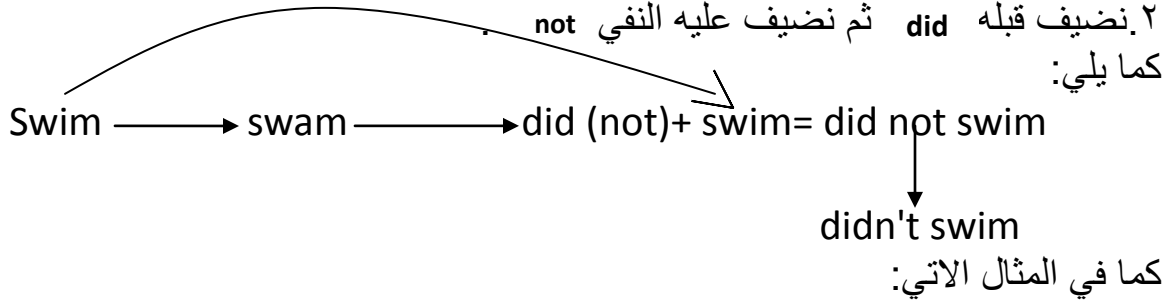 ٢.نضيف قبله did ثم نضيف عليه النفي not .
كما يلي:
Swim swam did (not)+ swim= did not swim
didn't swim
كما في المثال الاتي: